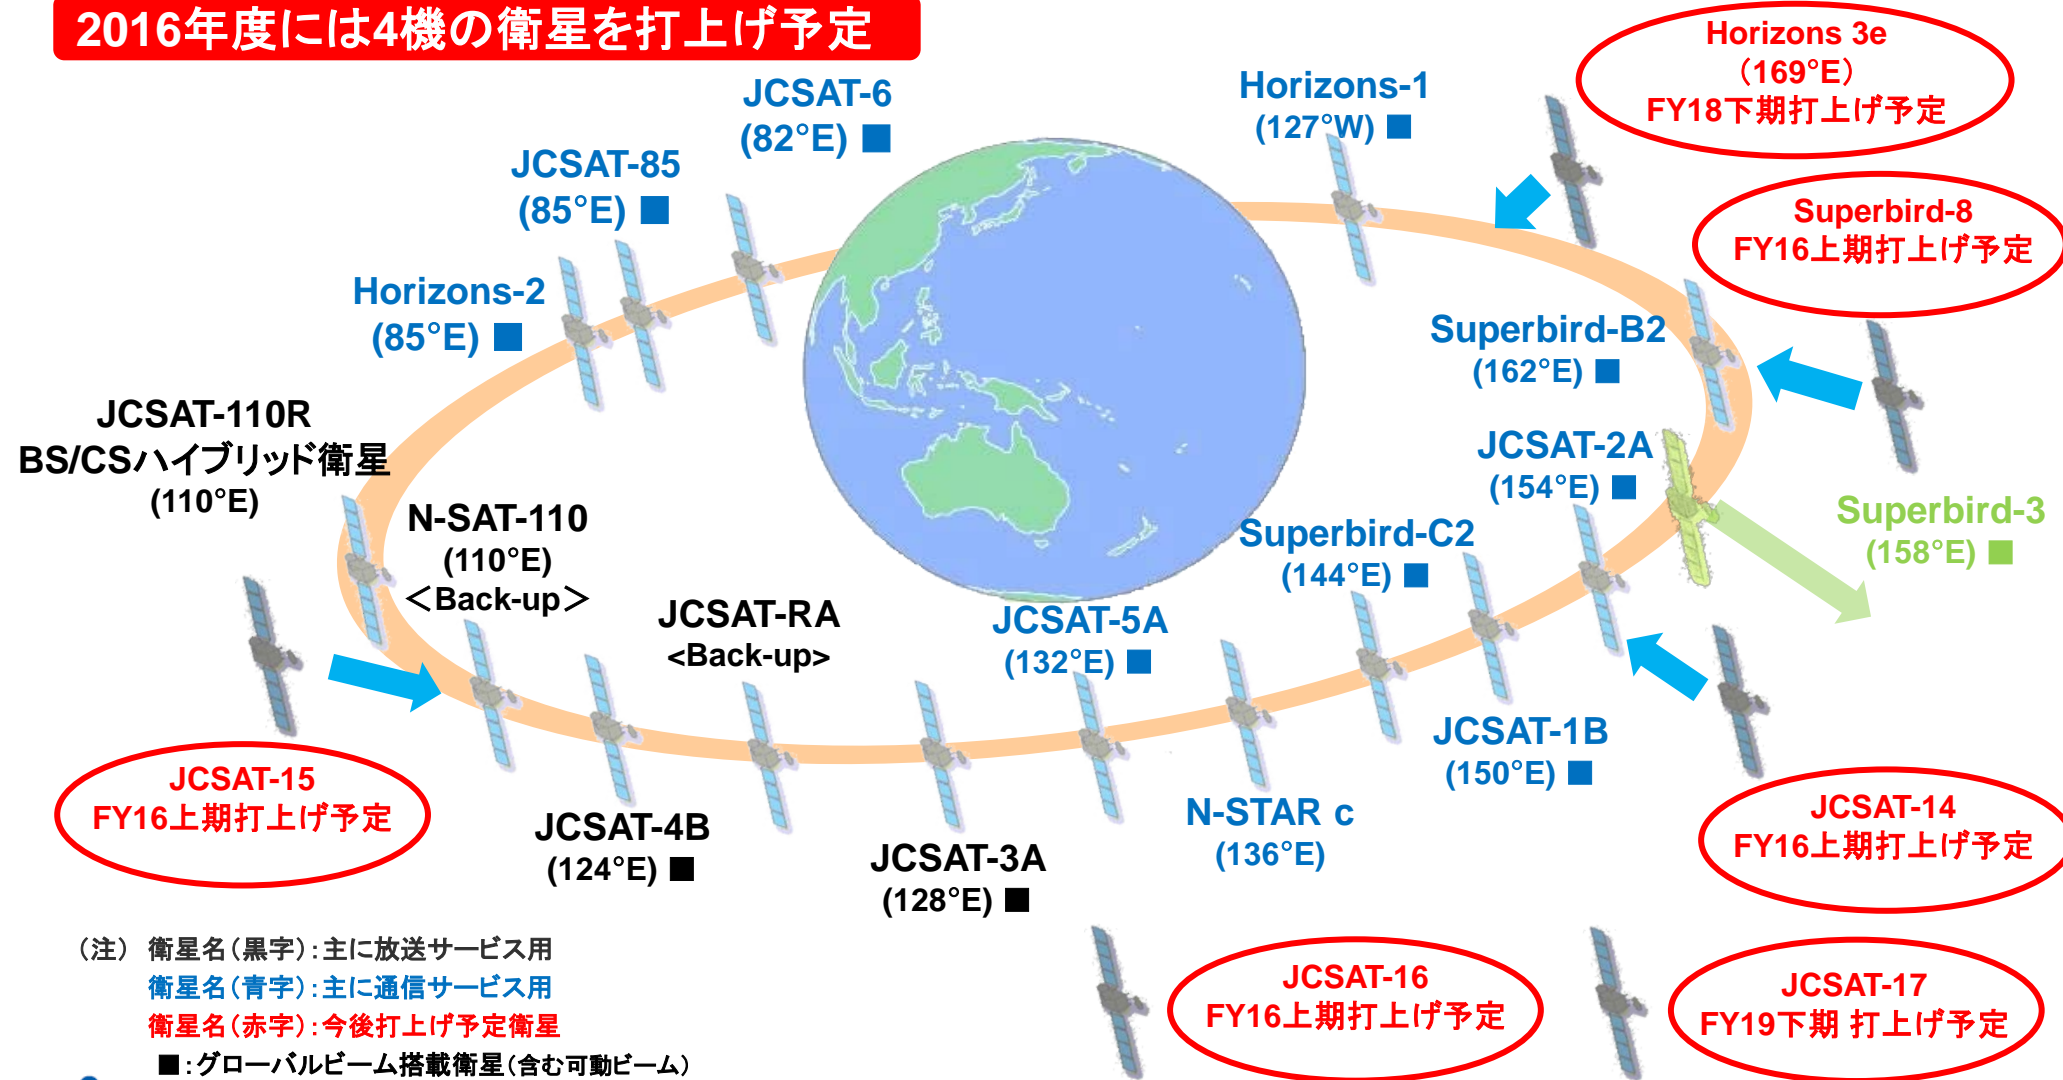 2016年度には4機の衛星を打上げ予定
Horizons 3e
（169°E）
FY18下期打上げ予定
JCSAT-6
(82°E) ■
Horizons-1
(127°W) ■
JCSAT-85
(85°E) ■
Superbird-8
FY16上期打上げ予定
Horizons-2
(85°E) ■
Superbird-B2
(162°E) ■
JCSAT-110R
BS/CSハイブリッド衛星
(110°E)
JCSAT-2A
(154°E) ■
N-SAT-110
(110°E)
＜Back-up＞
Superbird-C2
(144°E) ■
Superbird-3
(158°E) ■
JCSAT-RA
<Back-up>
JCSAT-5A
(132°E) ■
JCSAT-1B
(150°E) ■
JCSAT-15
FY16上期打上げ予定
JCSAT-4B
(124°E) ■
JCSAT-3A
(128°E) ■
N-STAR c
(136°E)
JCSAT-14
FY16上期打上げ予定
JCSAT-16
FY16上期打上げ予定
JCSAT-17
FY19下期 打上げ予定
（注） 衛星名（黒字）：主に放送サービス用
衛星名（青字）：主に通信サービス用
衛星名（赤字）：今後打上げ予定衛星
■：グローバルビーム搭載衛星（含む可動ビーム）